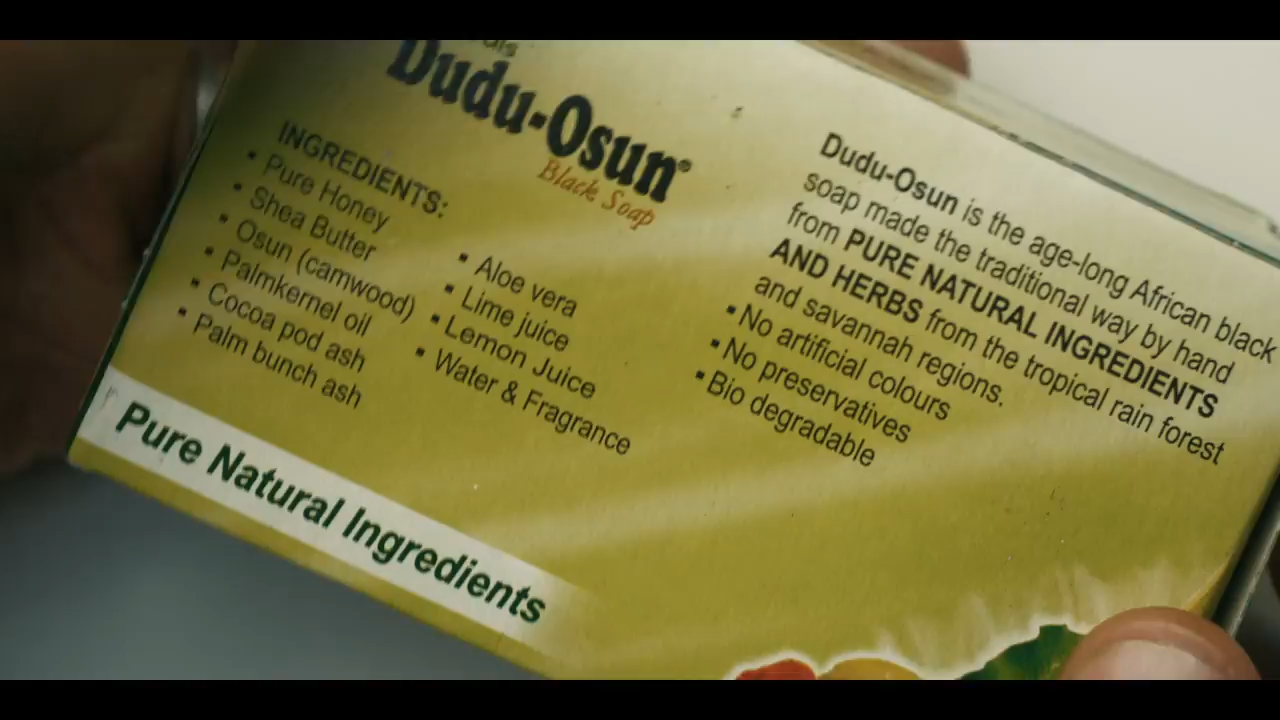 Dudu-Osun®
Black Soap
INGREDIENTS:
▪ Pure Honey
▪ Shea Butter
▪ Osun (camwood)
▪ Palmkernel oil
▪ Cocoa pod ash
▪ Palm bunch ash
▪ Aloe vera
▪ Lime juice
▪ Lemon Juice
▪ Water & Fragrance
Pure Natural Ingredients
Dudu-Osun is the age-long African black
soap made the traditional way by hand
from PURE NATURAL INGREDIENTS
AND HERBS from the tropical rain forest
and savannah regions.
▪ No artificial colours
▪ No preservatives
▪ Bio degradable